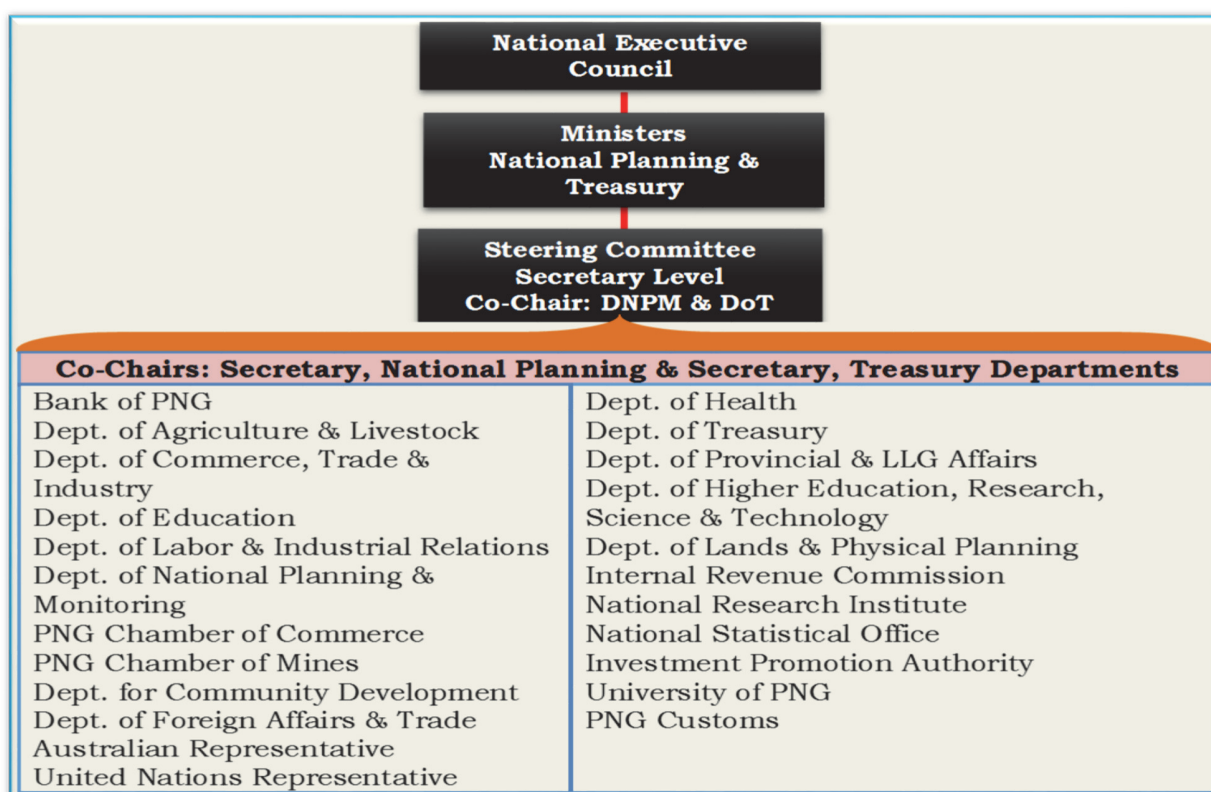 National Executive
Council
Ministers
National Planning &
Treasury
Steering Committee
Secretary Level
Co-Chair: DNPM & DoT
Co-Chairs: Secretary, National Planning & Secretary, Treasury Departments
Bank of PNG
Dept. of Agriculture & Livestock
Dept. of Commerce, Trade &
Industry
Dept. of Education
Dept. of Labor & Industrial Relations
Dept. of National Planning &
Monitoring
PNG Chamber of Commerce
PNG Chamber of Mines
Dept. for Community Development
Dept. of Foreign Affairs & Trade
Australian Representative
United Nations Representative
Dept. of Health
Dept. of Treasury
Dept. of Provincial & LLG Affairs
Dept. of Higher Education, Research,
Science & Technology
Dept. of Lands & Physical Planning
Internal Revenue Commission
National Research Institute
National Statistical Office
Investment Promotion Authority
University of PNG
PNG Customs